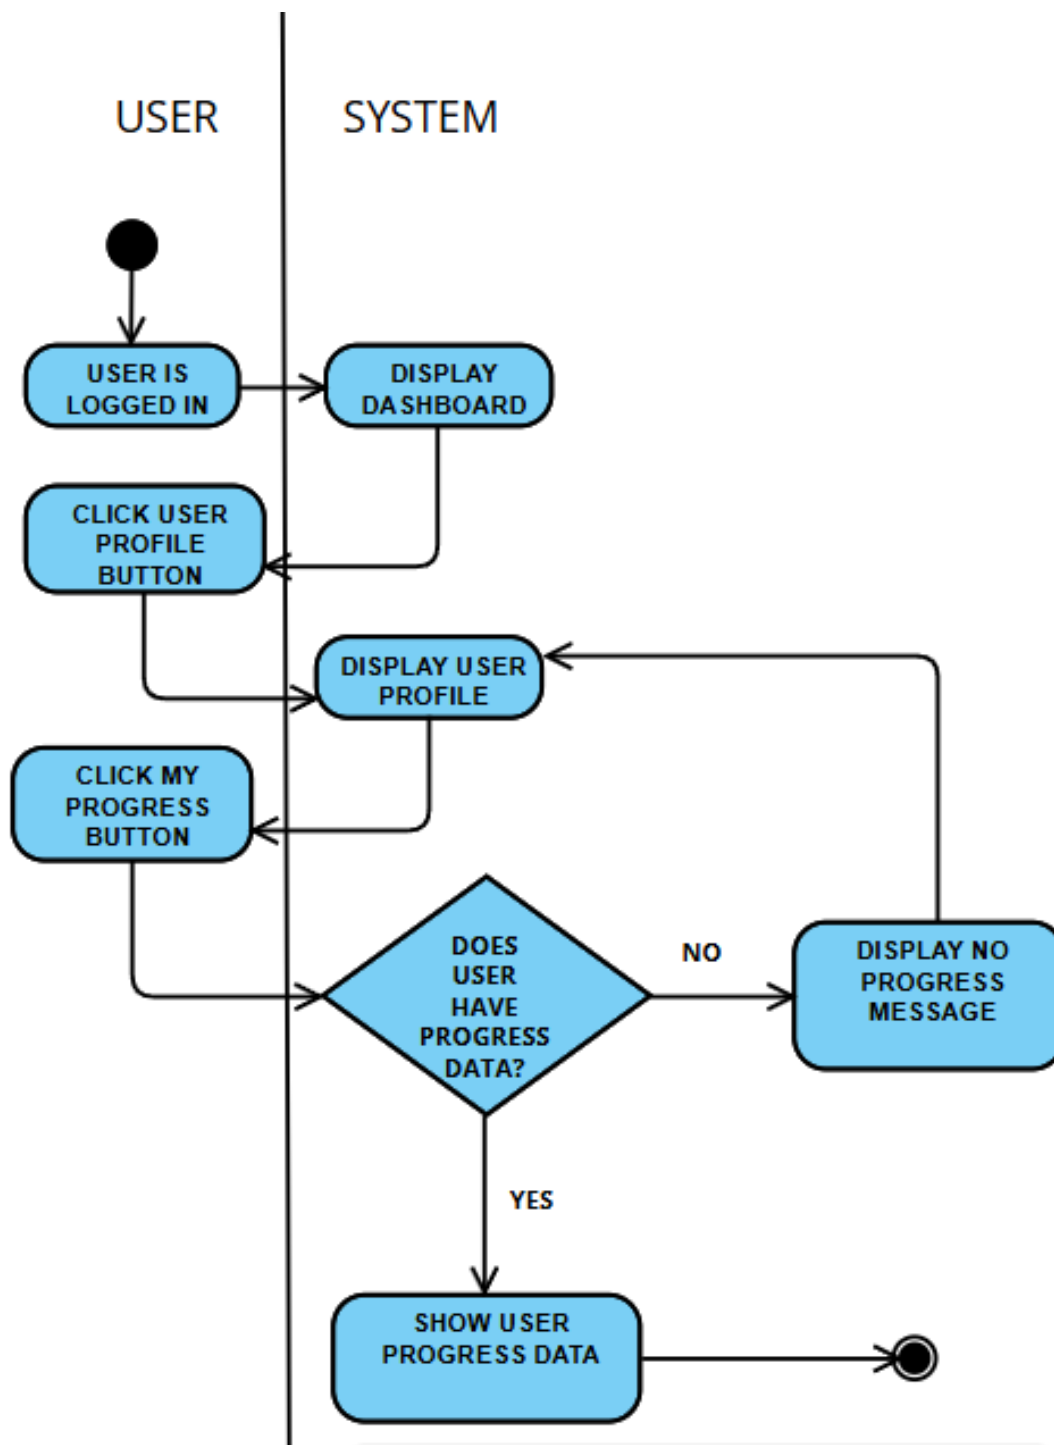 USER
SYSTEM
USER IS
LOGGED IN
DISPLAY
DASHBOARD
CLICK USER
PROFILE
BUTTON
DISPLAY USER
PROFILE
CLICK MY
PROGRESS
BUTTON
DOES
USER
HAVE
PROGRESS
DATA?
NO
DISPLAY NO
PROGRESS
MESSAGE
YES
SHOW USER
PROGRESS DATA